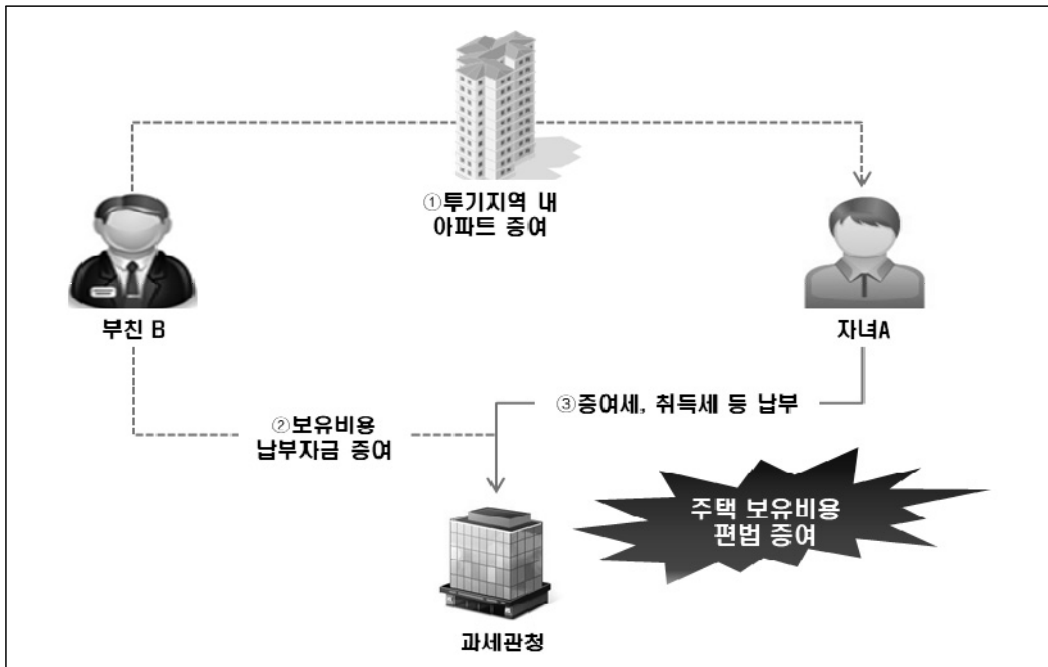 ①투기지역 내
아파트 증여
부친 B
자녀A
③증여세, 취득세 등 납부
②보유비용
납부자금 증여
주택 보유비용
편법 증여
과세관청